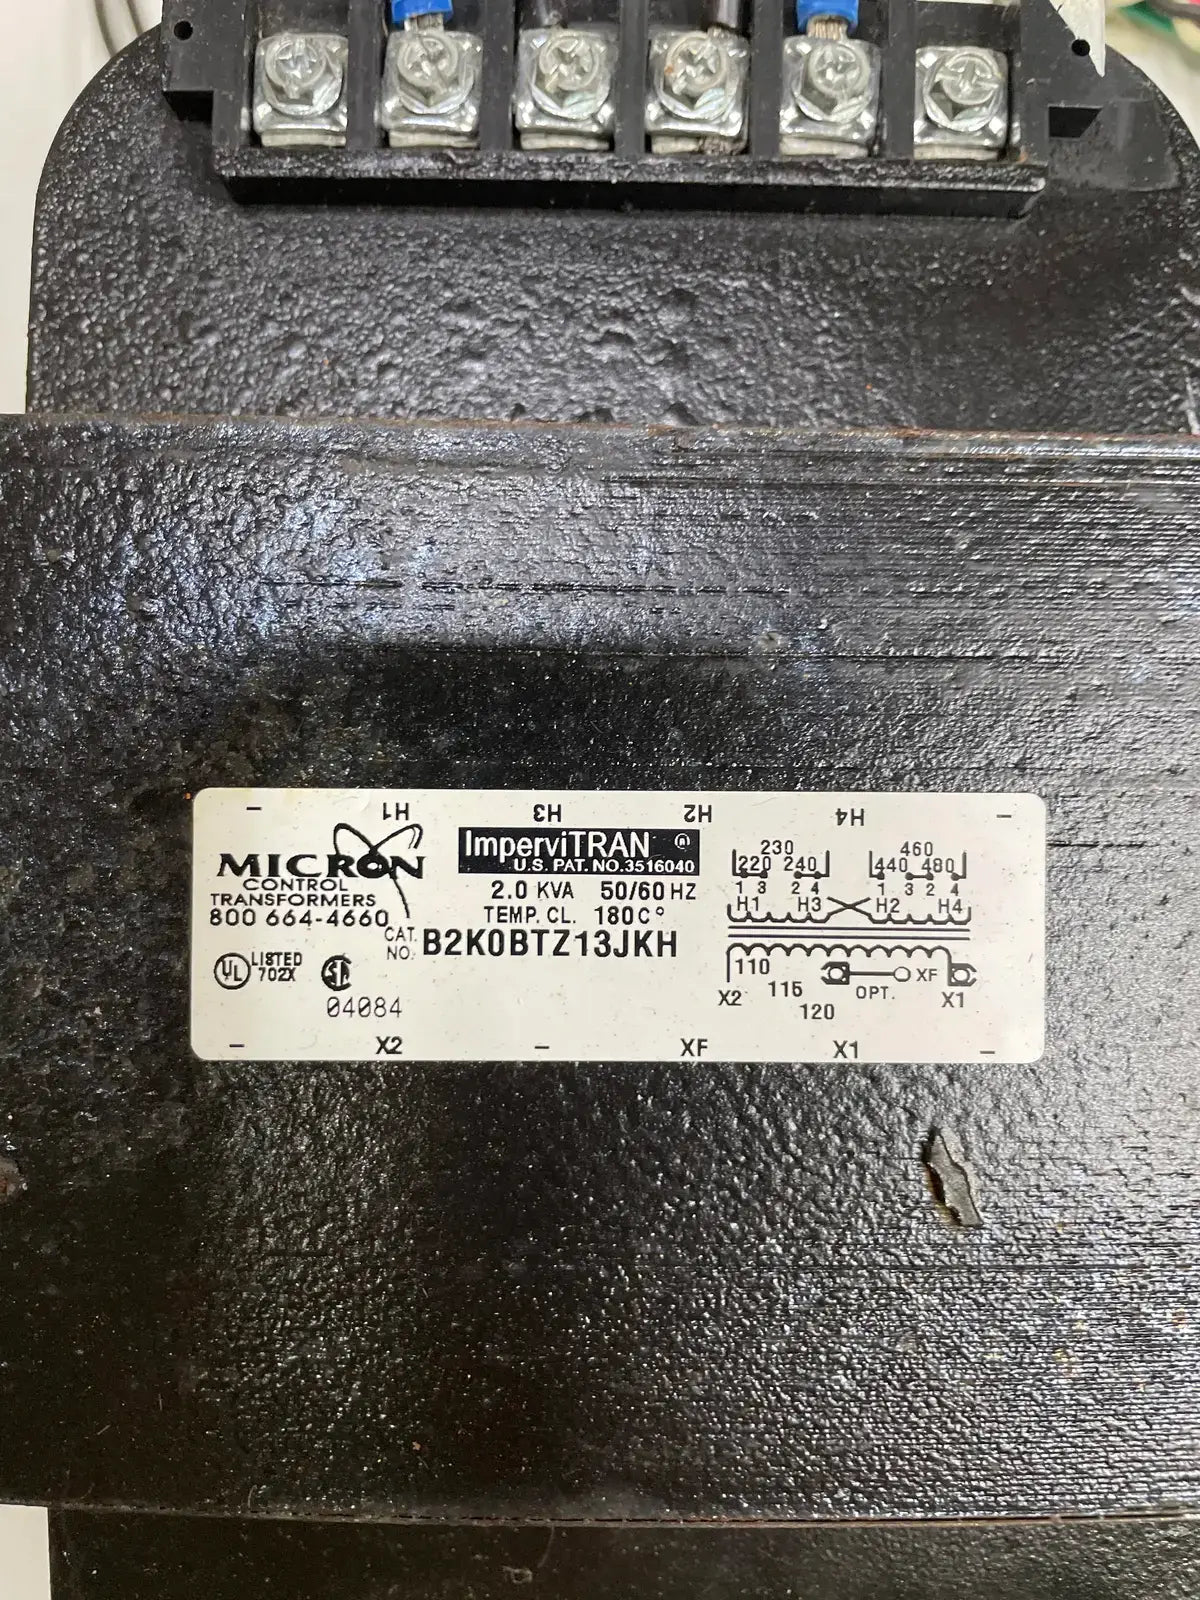 – H1 H3 H2 H4 –
MICRON
CONTROL
TRANSFORMERS
800 664-4660
ImperviTRAN ®
U.S. PAT. NO. 3516040
2.0 KVA 50/60 HZ
TEMP. CL. 180C°
CAT. NO. B2K0BTZ13JKH
UL LISTED 702X SA
04084
230 460
220 240 440 480
1 3 2 4 1 3 2 4
H1 H3 H2 H4
110 XF
X2 115 OPT. X1
120
– X2 – XF X1 –